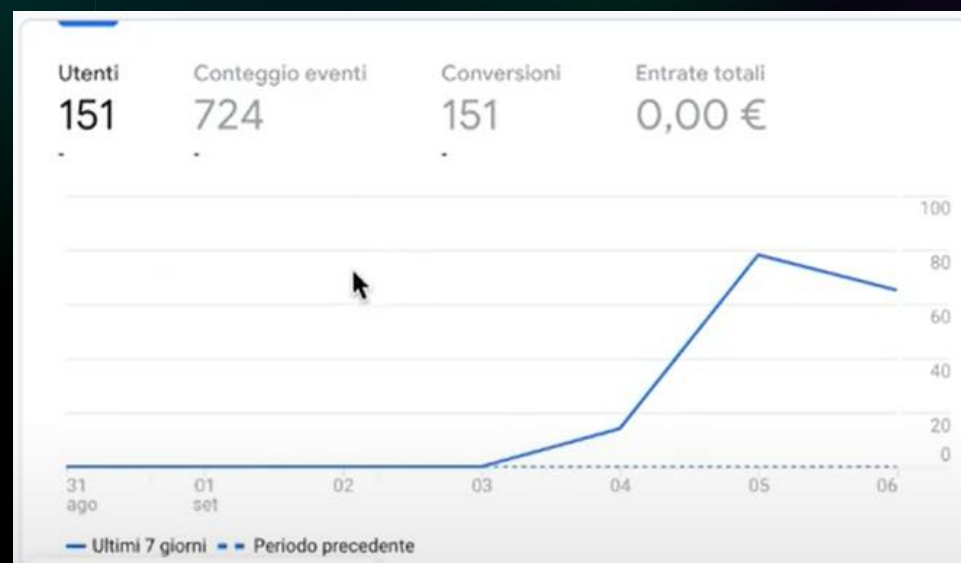 Utenti Conteggio eventi Conversioni Entrate totali
151 724 151 0,00 €
- - -
100
80
60
40
20
0
31 01 02 03 04 05 06
ago set
Ultimi 7 giorni Periodo precedente